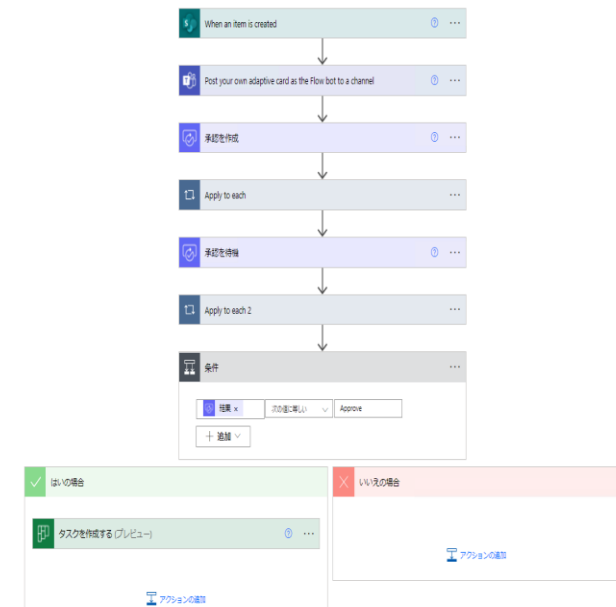 When an item is created
Post your own adaptive card as the Flow bot to a channel
承認を作成
Apply to each
承認を待機
Apply to each 2
条件
結果 × 次の値に等しい Approve
追加
はいの場合 いいえの場合
タスクを作成する (プレビュー)
アクションの追加
アクションの追加